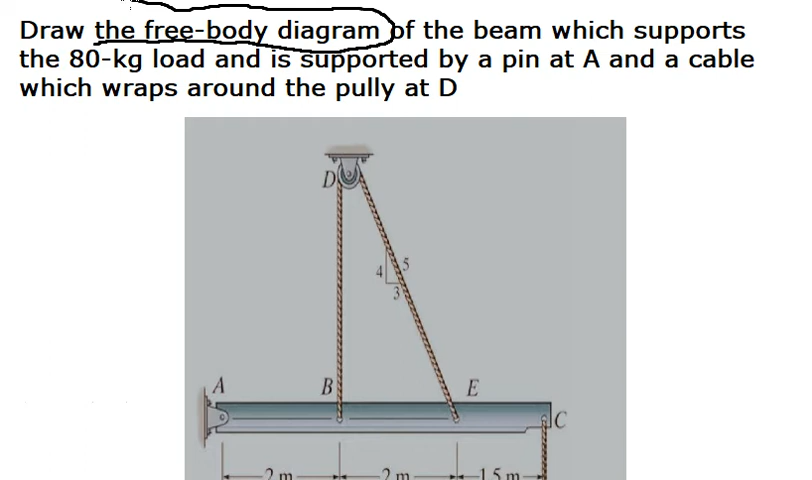 Draw the free-body diagram of the beam which supports
the 80-kg load and is supported by a pin at A and a cable
which wraps around the pully at D
D
5
4
3
A
B
E
C
2 m
2 m
1.5 m